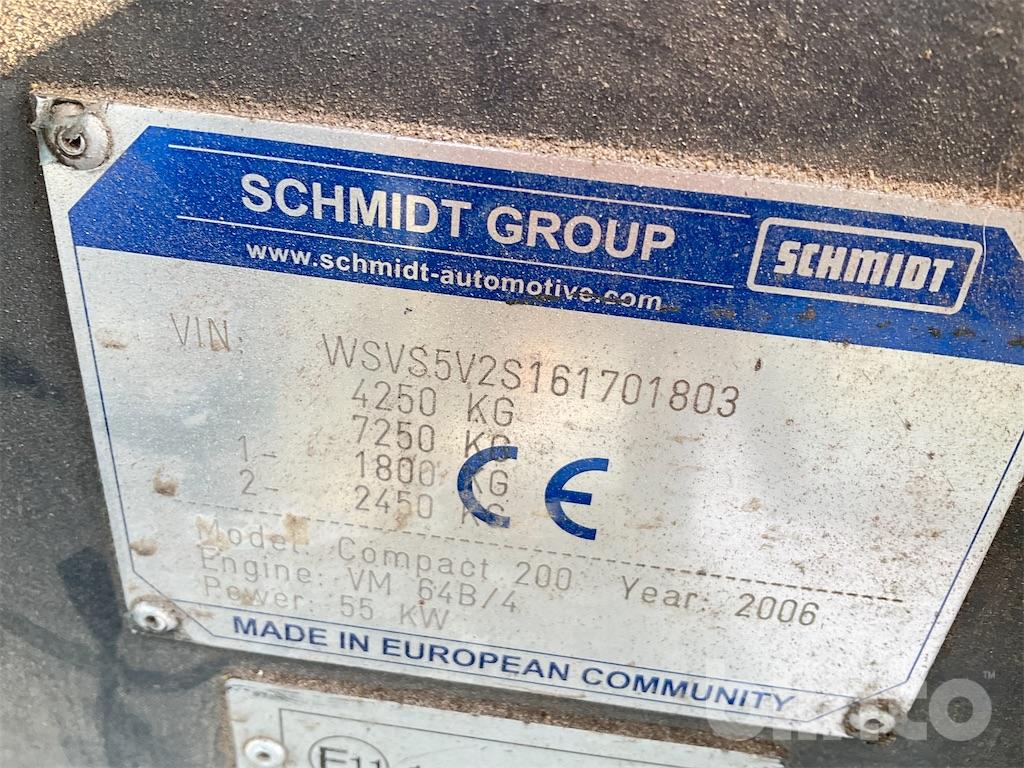 SCHMIDT GROUP
SCHMIDT
www.schmidt-automotive.com
VIN: WSVS5V2S161701803
4250 KG
7250 KG
1- 1800 KG
2- 2450 KG
CE
Model: Compact 200 Year: 2006
Engine: VM 64B/4
Power: 55 KW
MADE IN EUROPEAN COMMUNITY
E11